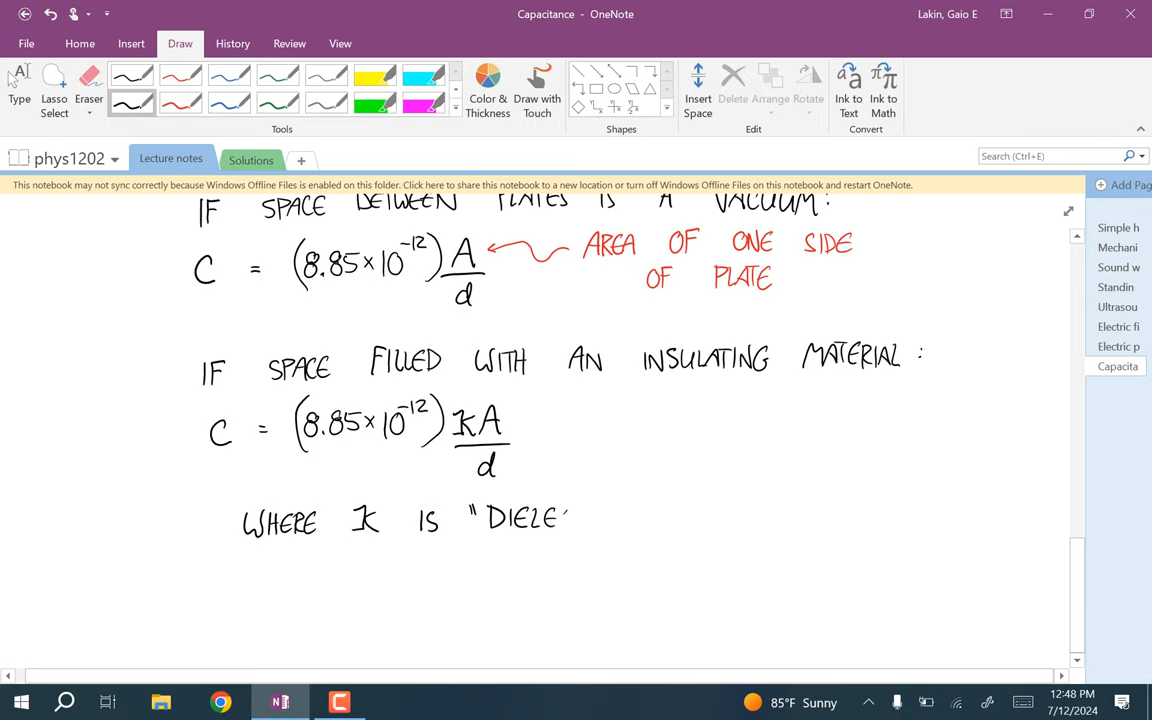 Capacitance - OneNote
Lakin, Gaio E
File Home Insert Draw History Review View
Type
Lasso Select
Eraser
Color & Thickness
Draw with Touch
Insert Space
Delete Arrange Rotate
Ink to Text
Ink to Math
Tools Shapes Edit Convert
phys1202 Lecture notes Solutions +
Search (Ctrl+E)
This notebook may not sync correctly because Windows Offline Files is enabled on this folder. Click here to share this notebook to a new location or turn off Windows Offline Files on this notebook and restart OneNote.
Add Pag
Simple h
Mechani
Sound w
Standin
Ultrasou
Electric fi
Electric p
Capacita
IF SPACE BETWEEN PLATES IS A VACUUM:
C = (8.85×10⁻¹²) A/d
AREA OF ONE SIDE
OF PLATE
IF SPACE FILLED WITH AN INSULATING MATERIAL:
C = (8.85×10⁻¹²) KA/d
WHERE K IS "DIELE
85°F Sunny
12:48 PM
7/12/2024